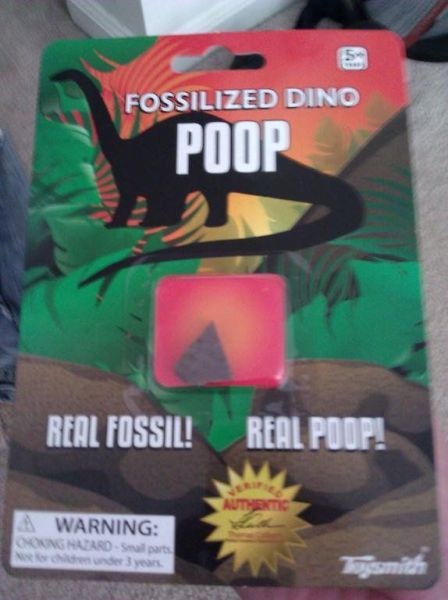 5+
YEARS
FOSSILIZED DINO
POOP
REAL FOSSIL! REAL POOP!
VERIFIED
AUTHENTIC
WARNING:
CHOKING HAZARD - Small parts.
Not for children under 3 years.
Toysmith